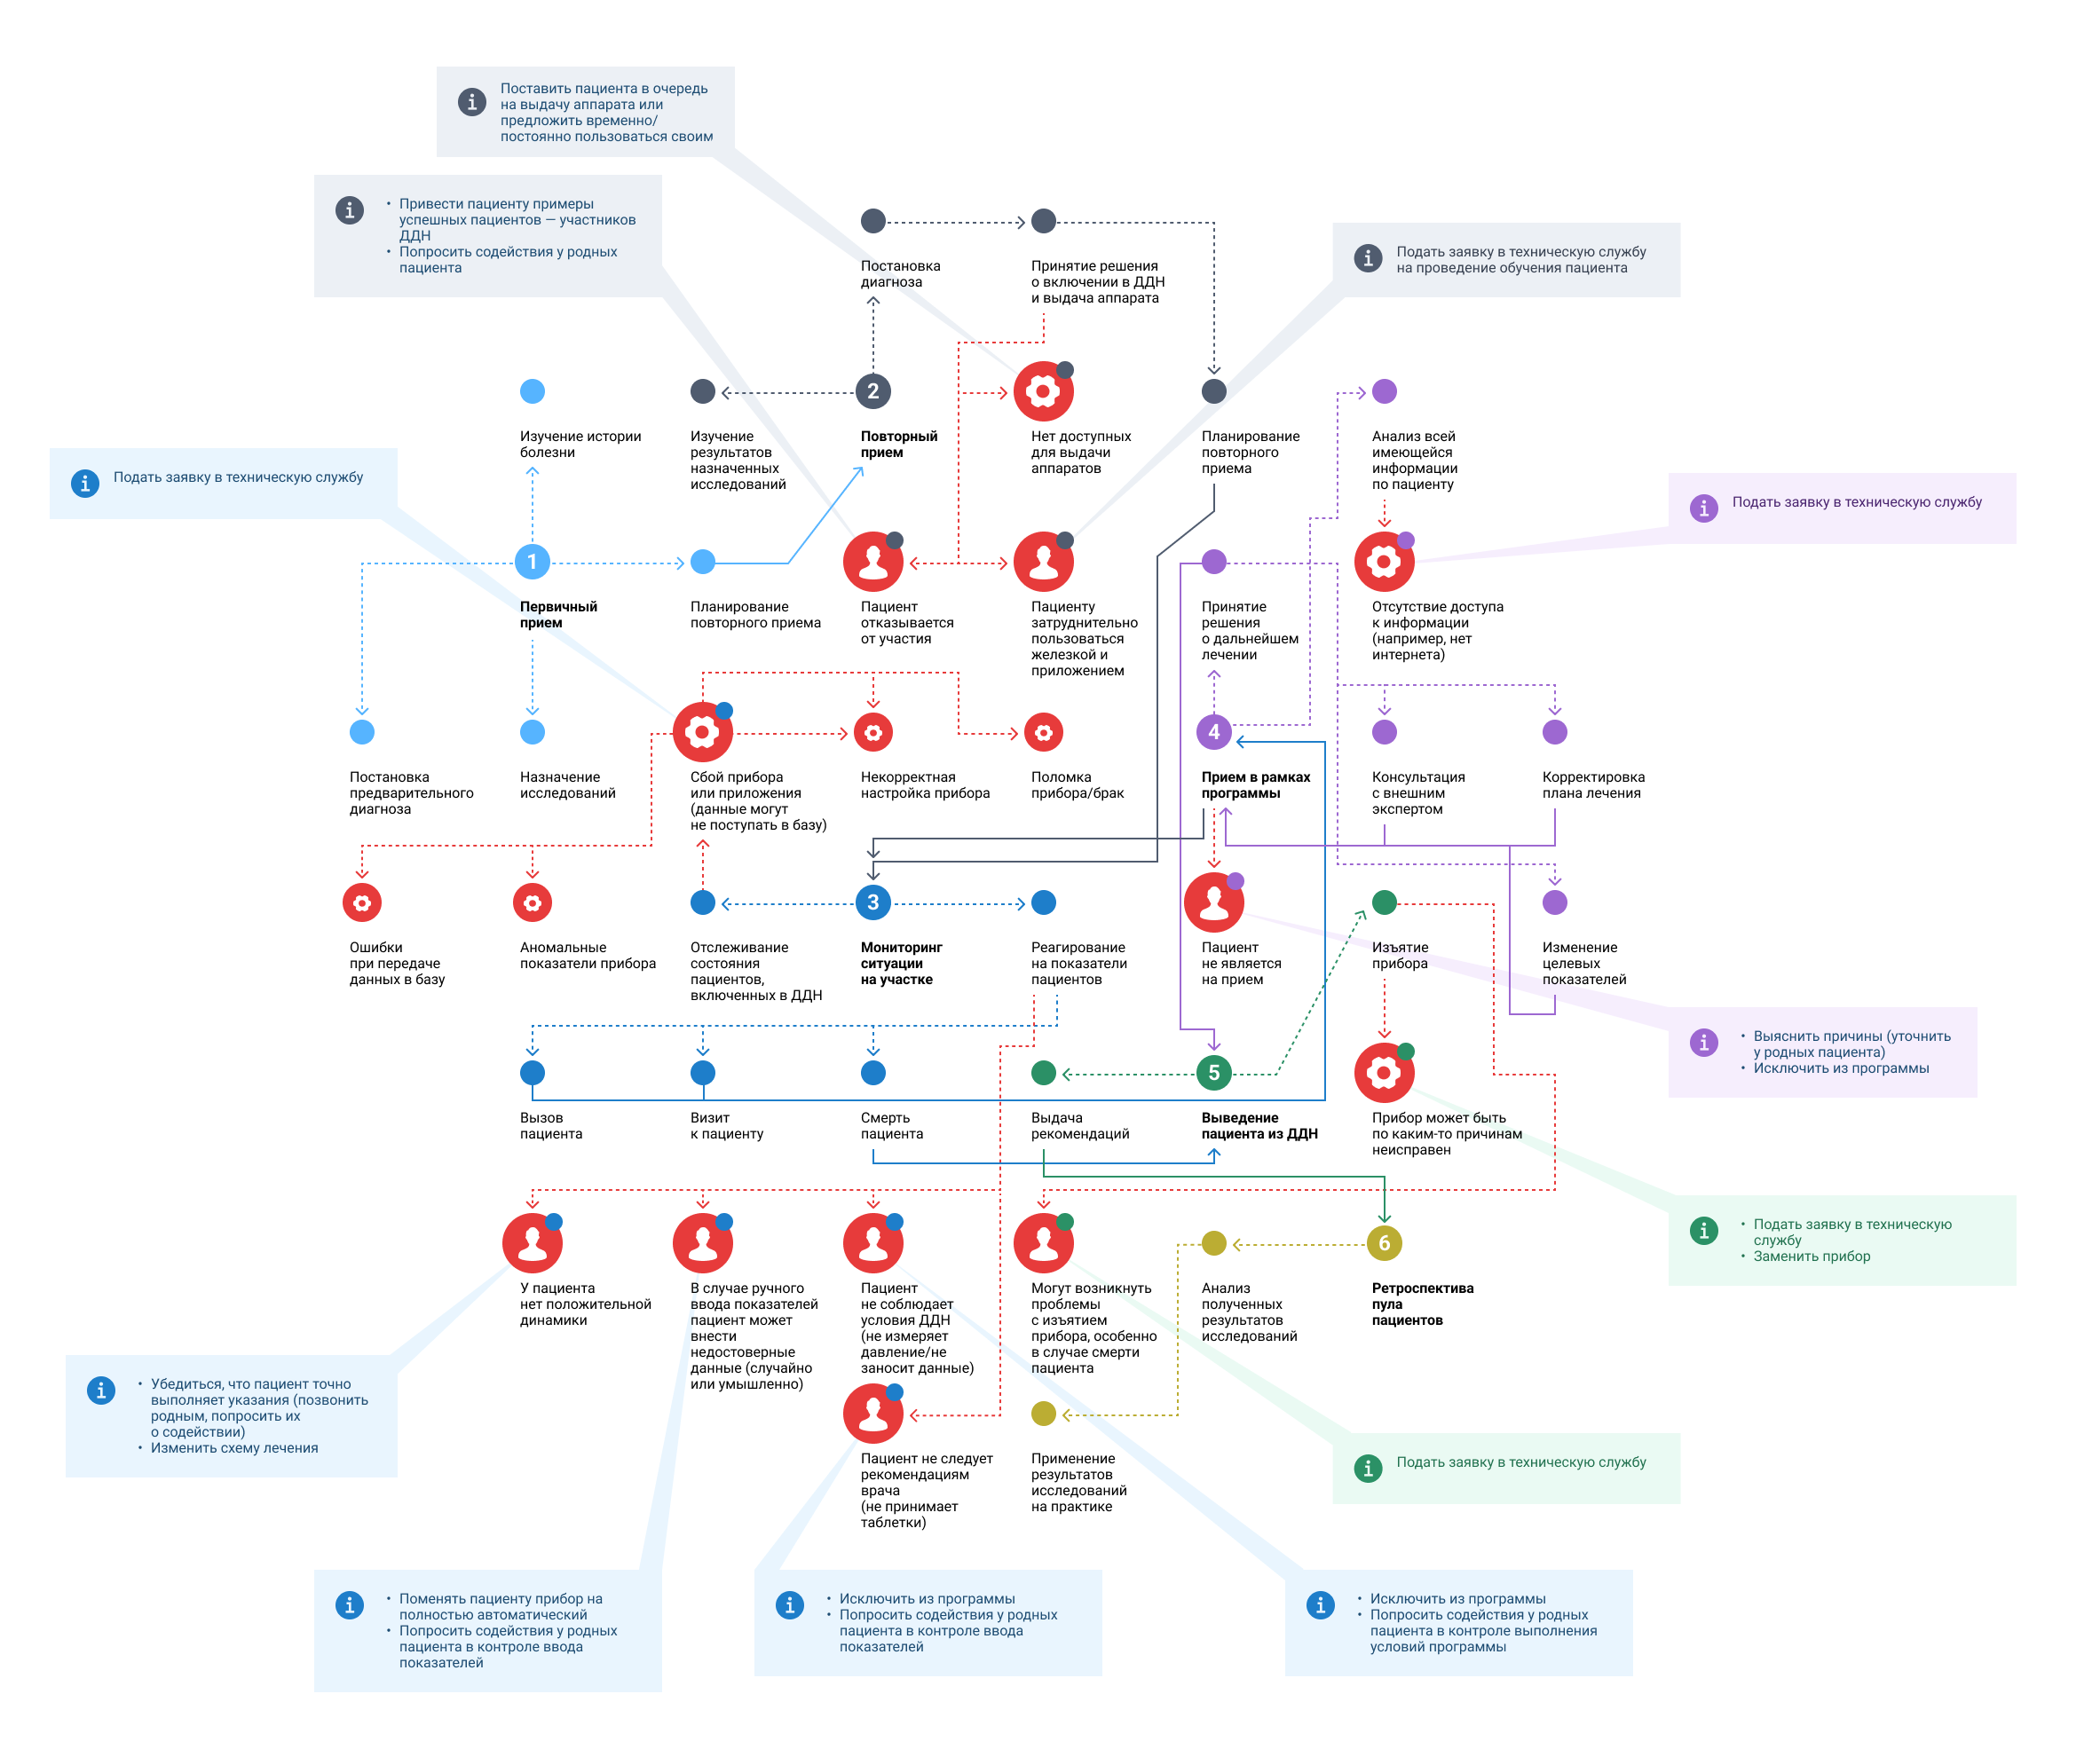 Поставить пациента в очередь
на выдачу аппарата или
предложить временно/
постоянно пользоваться своим
• Привести пациенту примеры
успешных пациентов — участников
ДДН
• Попросить содействия у родных
пациента
Подать заявку в техническую службу
на проведение обучения пациента
Постановка
диагноза
Принятие решения
о включении в ДДН
и выдача аппарата
2
Изучение истории
болезни
Изучение
результатов
назначенных
исследований
Повторный
прием
Нет доступных
для выдачи
аппаратов
Планирование
повторного
приема
Анализ всей
имеющейся
информации
по пациенту
Подать заявку в техническую службу
Подать заявку в техническую службу
1
Первичный
прием
Планирование
повторного приема
Пациент
отказывается
от участия
Пациенту
затруднительно
пользоваться
железкой и
приложением
Принятие
решения
о дальнейшем
лечении
Отсутствие доступа
к информации
(например, нет
интернета)
4
Постановка
предварительного
диагноза
Назначение
исследований
Сбой прибора
или приложения
(данные могут
не поступать в базу)
Некорректная
настройка прибора
Поломка
прибора/брак
Прием в рамках
программы
Консультация
с внешним
экспертом
Корректировка
плана лечения
3
Ошибки
при передаче
данных в базу
Аномальные
показатели прибора
Отслеживание
состояния
пациентов,
включенных в ДДН
Мониторинг
ситуации
на участке
Реагирование
на показатели
пациентов
Пациент
не является
на прием
Изъятие
прибора
Изменение
целевых
показателей
• Выяснить причины (уточнить
у родных пациента)
• Исключить из программы
5
Вызов
пациента
Визит
к пациенту
Смерть
пациента
Выдача
рекомендаций
Выведение
пациента из ДДН
Прибор может быть
по каким-то причинам
неисправен
• Подать заявку в техническую
службу
• Заменить прибор
6
У пациента
нет положительной
динамики
В случае ручного
ввода показателей
пациент может
внести
недостоверные
данные (случайно
или умышленно)
Пациент
не соблюдает
условия ДДН
(не измеряет
давление/не
заносит данные)
Могут возникнуть
проблемы
с изъятием
прибора, особенно
в случае смерти
пациента
Анализ
полученных
результатов
исследований
Ретроспектива
пула
пациентов
• Убедиться, что пациент точно
выполняет указания (позвонить
родным, попросить их
о содействии)
• Изменить схему лечения
Пациент не следует
рекомендациям
врача
(не принимает
таблетки)
Применение
результатов
исследований
на практике
Подать заявку в техническую службу
• Поменять пациенту прибор на
полностью автоматический
• Попросить содействия у родных
пациента в контроле ввода
показателей
• Исключить из программы
• Попросить содействия у родных
пациента в контроле ввода
показателей
• Исключить из программы
• Попросить содействия у родных
пациента в контроле выполнения
условий программы